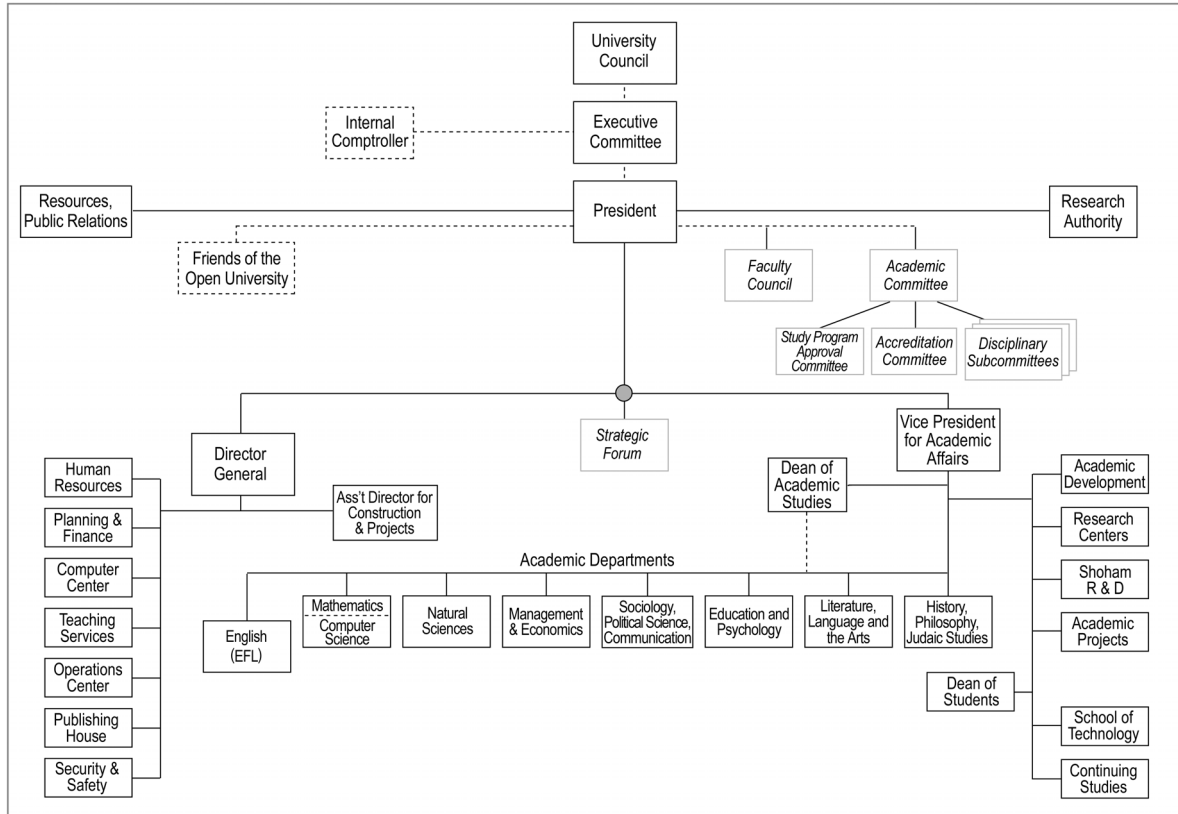 University
Council
Internal
Comptroller
Executive
Committee
Resources,
Public Relations
President
Research
Authority
Friends of the
Open University
Faculty
Council
Academic
Committee
Study Program
Approval
Committee
Accreditation
Committee
Disciplinary
Subcommittees
Strategic
Forum
Director
General
Vice President
for Academic
Affairs
Dean of
Academic
Studies
Ass't Director for
Construction
& Projects
Human
Resources
Planning &
Finance
Computer
Center
Teaching
Services
Operations
Center
Publishing
House
Security &
Safety
Academic Departments
English
(EFL)
Mathematics
Computer
Science
Natural
Sciences
Management
& Economics
Sociology,
Political Science,
Communication
Education and
Psychology
Literature,
Language and
the Arts
History,
Philosophy,
Judaic Studies
Academic
Development
Research
Centers
Shoham
R & D
Academic
Projects
Dean of
Students
School of
Technology
Continuing
Studies